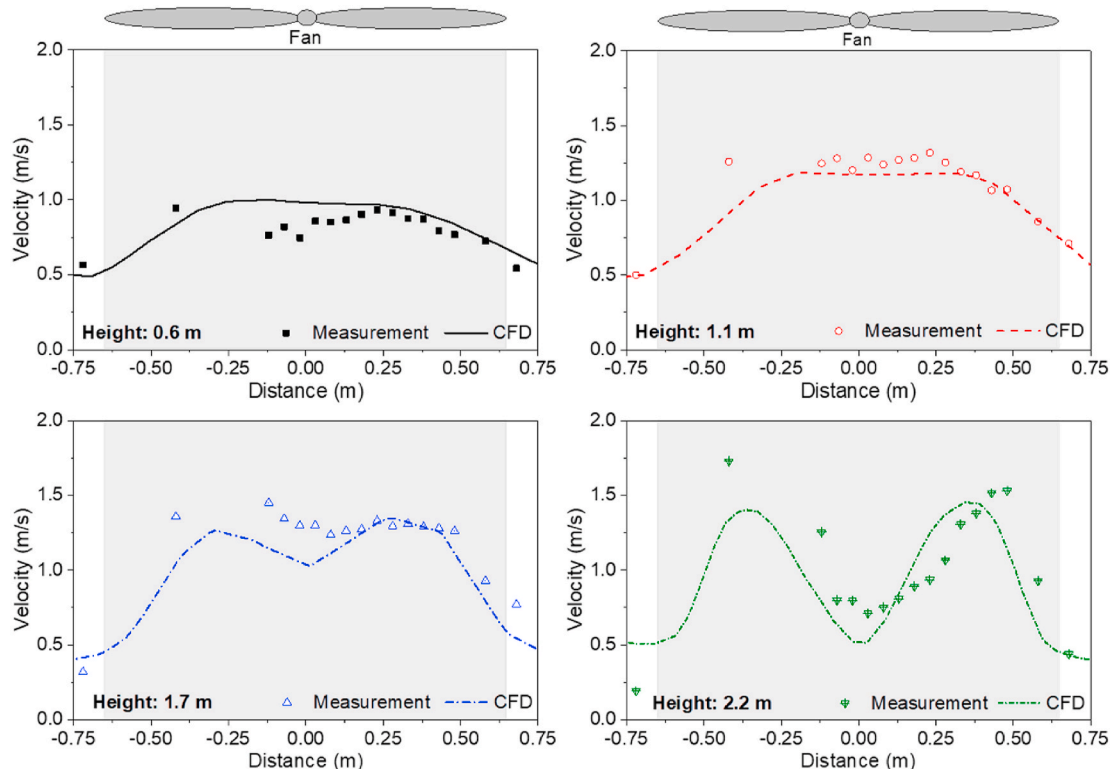 Fan
2.0
1.5
1.0
0.5
0.0
Velocity (m/s)
Height: 0.6 m
Measurement
CFD
-0.75 -0.50 -0.25 0.00 0.25 0.50 0.75
Distance (m)
Fan
2.0
1.5
1.0
0.5
0.0
Velocity (m/s)
Height: 1.1 m
Measurement
CFD
-0.75 -0.50 -0.25 0.00 0.25 0.50 0.75
Distance (m)
2.0
1.5
1.0
0.5
0.0
Velocity (m/s)
Height: 1.7 m
Measurement
CFD
-0.75 -0.50 -0.25 0.00 0.25 0.50 0.75
Distance (m)
2.0
1.5
1.0
0.5
0.0
Velocity (m/s)
Height: 2.2 m
Measurement
CFD
-0.75 -0.50 -0.25 0.00 0.25 0.50 0.75
Distance (m)